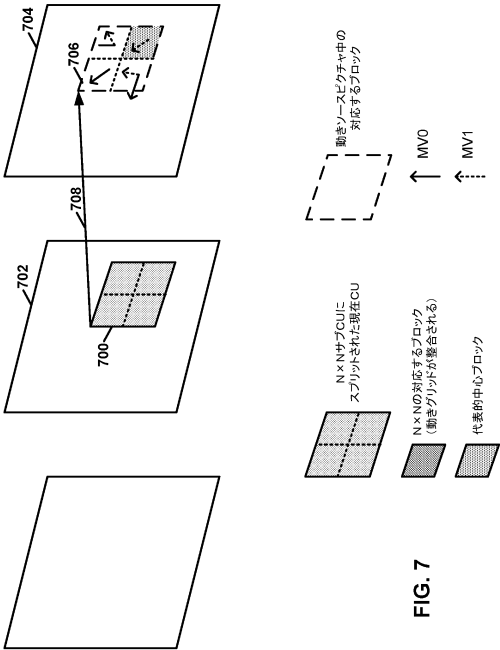 702
704
700
706
708
N×NサブCUに
スプリットされた現在CU
N×Nの対応するブロック
(動きグリッドが整合される)
代表的中心ブロック
動きソースピクチャ中の
対応するブロック
MV0
MV1
FIG. 7